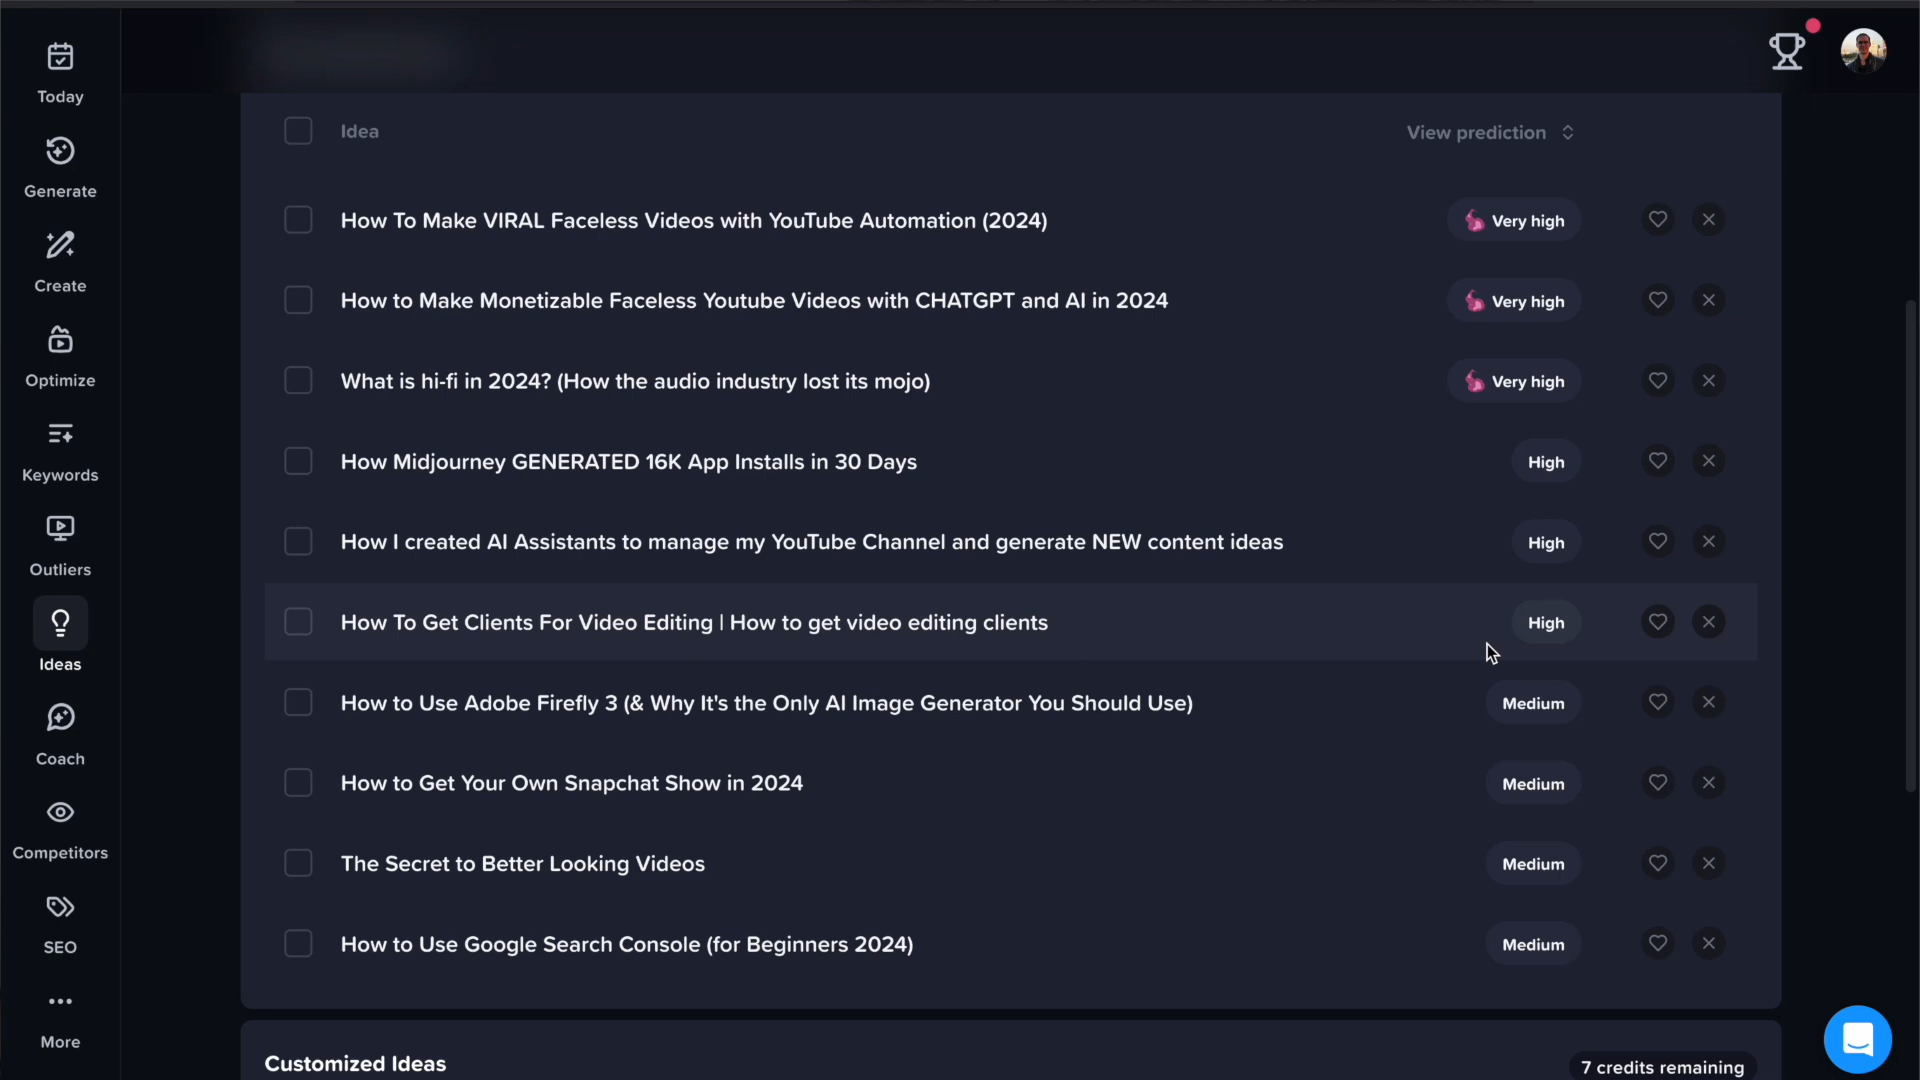 Today
Generate
Create
Optimize
Keywords
Outliers
Ideas
Coach
Competitors
SEO
More
Idea
View prediction
How To Make VIRAL Faceless Videos with YouTube Automation (2024)
Very high
How to Make Monetizable Faceless Youtube Videos with CHATGPT and AI in 2024
Very high
What is hi-fi in 2024? (How the audio industry lost its mojo)
Very high
How Midjourney GENERATED 16K App Installs in 30 Days
High
How I created AI Assistants to manage my YouTube Channel and generate NEW content ideas
High
How To Get Clients For Video Editing | How to get video editing clients
High
How to Use Adobe Firefly 3 (& Why It's the Only AI Image Generator You Should Use)
Medium
How to Get Your Own Snapchat Show in 2024
Medium
The Secret to Better Looking Videos
Medium
How to Use Google Search Console (for Beginners 2024)
Medium
Customized Ideas
7 credits remaining